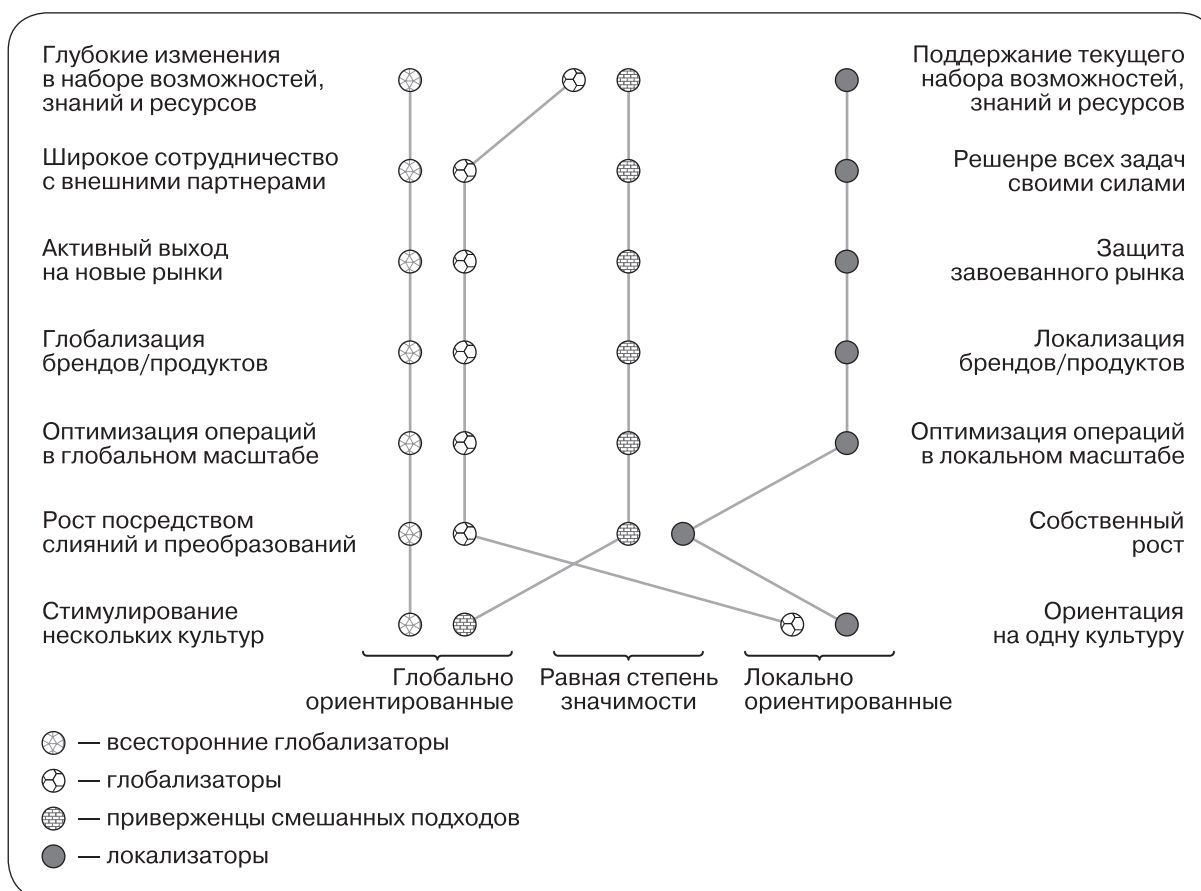 Глубокие изменения
в наборе возможностей,
знаний и ресурсов
Поддержание текущего
набора возможностей,
знаний и ресурсов
Широкое сотрудничество
с внешними партнерами
Решенре всех задач
своими силами
Активный выход
на новые рынки
Защита
завоеванного рынка
Глобализация
брендов/продуктов
Локализация
брендов/продуктов
Оптимизация операций
в глобальном масштабе
Оптимизация операций
в локальном масштабе
Рост посредством
слияний и преобразований
Собственный
рост
Стимулирование
нескольких культур
Ориентация
на одну культуру
Глобально
ориентированные
Равная степень
значимости
Локально
ориентированные
— всесторонние глобализаторы
— глобализаторы
— приверженцы смешанных подходов
— локализаторы